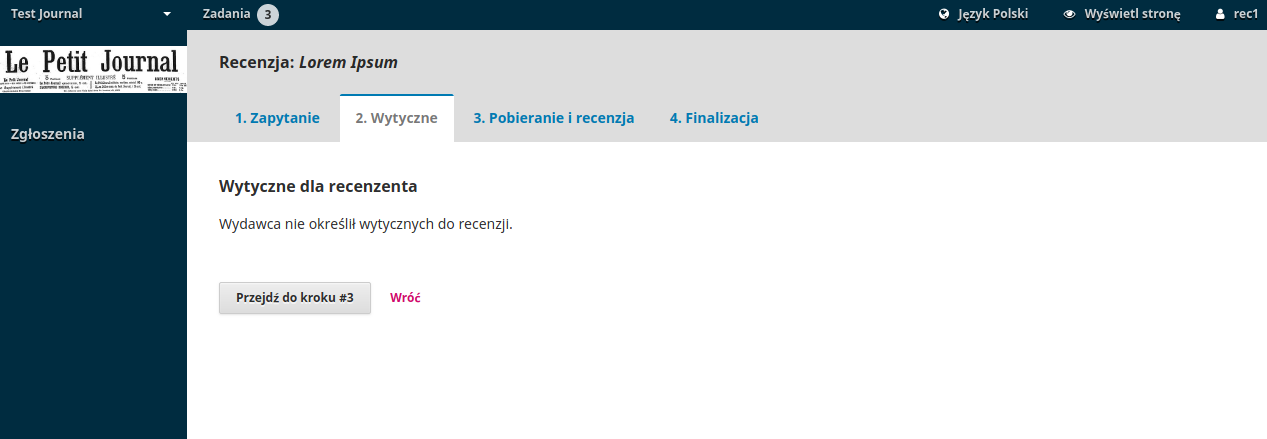 Test Journal
Zadania 3
Język Polski
Wyświetl stronę
rec1
Le Petit Journal
SUPPLÉMENT ILLUSTRÉ
Zgłoszenia
Recenzja: Lorem Ipsum
1. Zapytanie
2. Wytyczne
3. Pobieranie i recenzja
4. Finalizacja
Wytyczne dla recenzenta
Wydawca nie określił wytycznych do recenzji.
Przejdź do kroku #3
Wróć